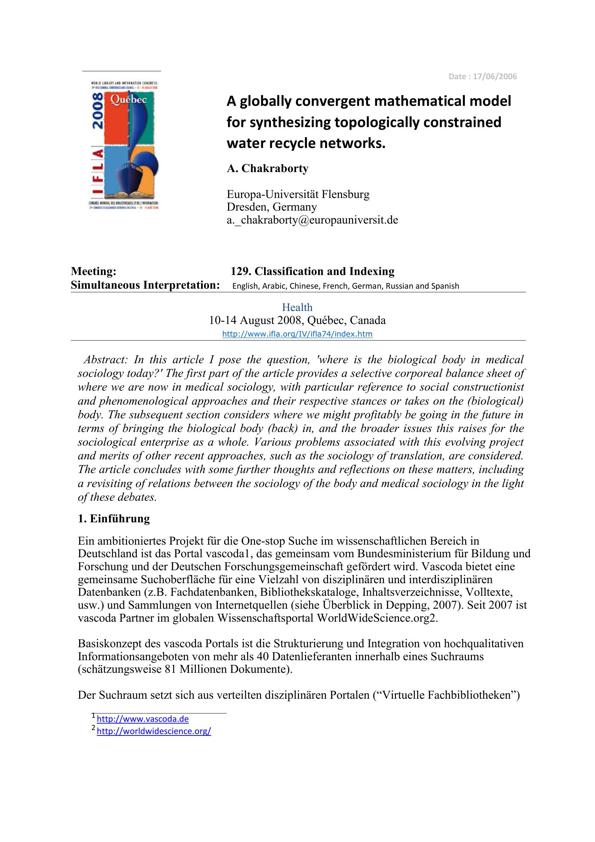 Date : 17/06/2006
WORLD LIBRARY AND INFORMATION CONGRESS:
Québec
IFLA 2008
A globally convergent mathematical model
for synthesizing topologically constrained
water recycle networks.
A. Chakraborty
Europa-Universität Flensburg
Dresden, Germany
a._chakraborty@europauniversit.de
Meeting: 129. Classification and Indexing
Simultaneous Interpretation: English, Arabic, Chinese, French, German, Russian and Spanish
Health
10-14 August 2008, Québec, Canada
http://www.ifla.org/IV/ifla74/index.htm
Abstract: In this article I pose the question, 'where is the biological body in medical
sociology today?' The first part of the article provides a selective corporeal balance sheet of
where we are now in medical sociology, with particular reference to social constructionist
and phenomenological approaches and their respective stances or takes on the (biological)
body. The subsequent section considers where we might profitably be going in the future in
terms of bringing the biological body (back) in, and the broader issues this raises for the
sociological enterprise as a whole. Various problems associated with this evolving project
and merits of other recent approaches, such as the sociology of translation, are considered.
The article concludes with some further thoughts and reflections on these matters, including
a revisiting of relations between the sociology of the body and medical sociology in the light
of these debates.
1. Einführung
Ein ambitioniertes Projekt für die One-stop Suche im wissenschaftlichen Bereich in
Deutschland ist das Portal vascoda1, das gemeinsam vom Bundesministerium für Bildung und
Forschung und der Deutschen Forschungsgemeinschaft gefördert wird. Vascoda bietet eine
gemeinsame Suchoberfläche für eine Vielzahl von disziplinären und interdisziplinären
Datenbanken (z.B. Fachdatenbanken, Bibliothekskataloge, Inhaltsverzeichnisse, Volltexte,
usw.) und Sammlungen von Internetquellen (siehe Überblick in Depping, 2007). Seit 2007 ist
vascoda Partner im globalen Wissenschaftsportal WorldWideScience.org2.
Basiskonzept des vascoda Portals ist die Strukturierung und Integration von hochqualitativen
Informationsangeboten von mehr als 40 Datenlieferanten innerhalb eines Suchraums
(schätzungsweise 81 Millionen Dokumente).
Der Suchraum setzt sich aus verteilten disziplinären Portalen (“Virtuelle Fachbibliotheken”)
1 http://www.vascoda.de
2 http://worldwidescience.org/